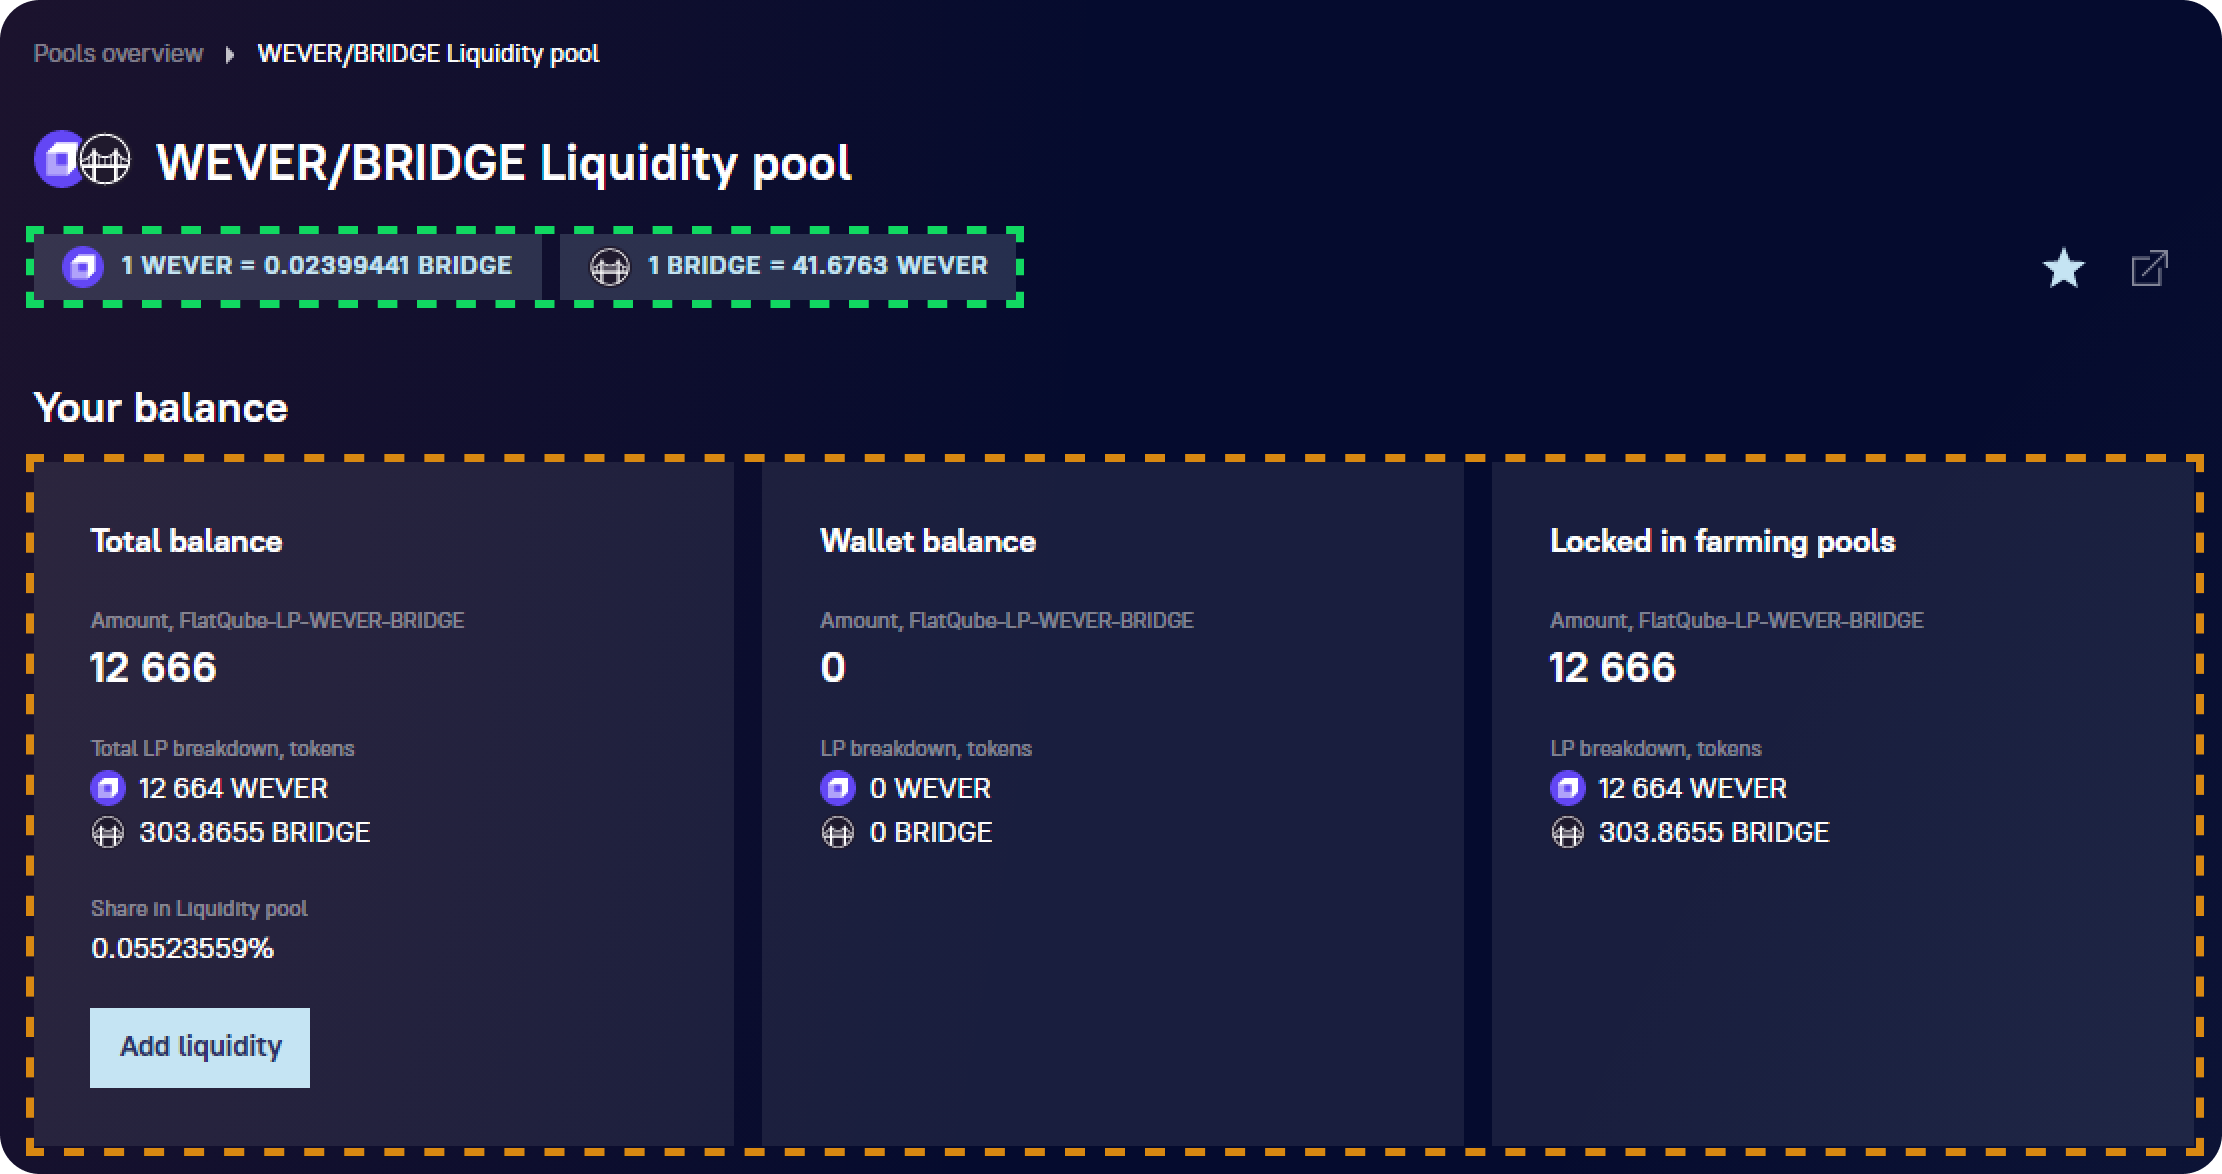 Pools overview WEVER/BRIDGE Liquidity pool
WEVER/BRIDGE Liquidity pool
1 WEVER = 0.02399441 BRIDGE
1 BRIDGE = 41.6763 WEVER
Your balance
Total balance
Amount, FlatQube-LP-WEVER-BRIDGE
12 666
Total LP breakdown, tokens
12 664 WEVER
303.8655 BRIDGE
Share in Liquidity pool
0.05523559%
Add liquidity
Wallet balance
Amount, FlatQube-LP-WEVER-BRIDGE
0
LP breakdown, tokens
0 WEVER
0 BRIDGE
Locked in farming pools
Amount, FlatQube-LP-WEVER-BRIDGE
12 666
LP breakdown, tokens
12 664 WEVER
303.8655 BRIDGE